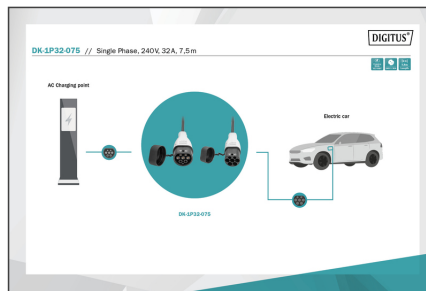 DIGITUS®
DK-1P32-075 // Single Phase, 240V, 32A, 7,5m
AC Charging point
Electric car
DK-1P32-075